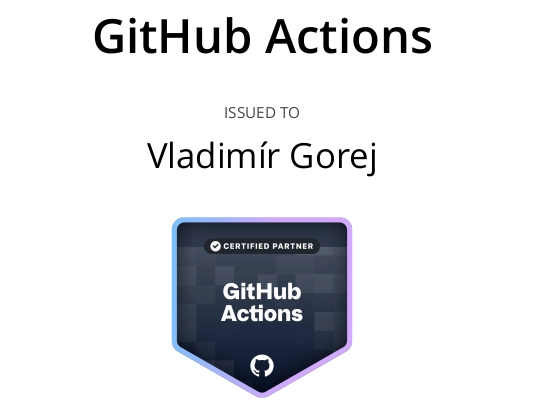 GitHub Actions
ISSUED TO
Vladimír Gorej
CERTIFIED PARTNER
GitHub
Actions